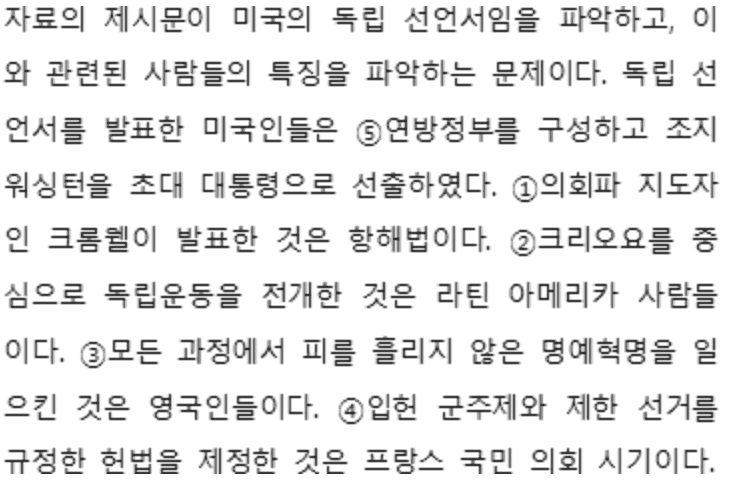 자료의 제시문이 미국의 독립 선언서임을 파악하고, 이
와 관련된 사람들의 특징을 파악하는 문제이다. 독립 선
언서를 발표한 미국인들은 ⑤연방정부를 구성하고 조지
워싱턴을 초대 대통령으로 선출하였다. ①의회파 지도자
인 크롬웰이 발표한 것은 항해법이다. ②크리오요를 중
심으로 독립운동을 전개한 것은 라틴 아메리카 사람들
이다. ③모든 과정에서 피를 흘리지 않은 명예혁명을 일
으킨 것은 영국인들이다. ④입헌 군주제와 제한 선거를
규정한 헌법을 제정한 것은 프랑스 국민 의회 시기이다.